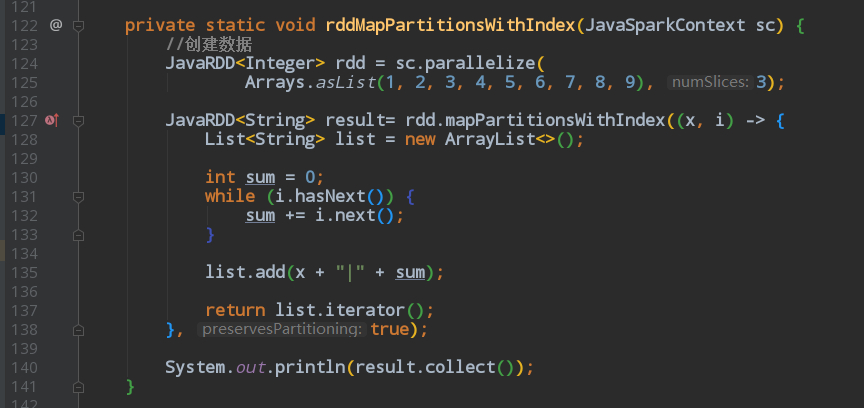 121
122 @ private static void rddMapPartitionsWithIndex(JavaSparkContext sc) {
123 //创建数据
124 JavaRDD<Integer> rdd = sc.parallelize(
125 Arrays.asList(1, 2, 3, 4, 5, 6, 7, 8, 9), numSlices: 3);
126
127 JavaRDD<String> result= rdd.mapPartitionsWithIndex((x, i) -> {
128 List<String> list = new ArrayList<>();
129
130 int sum = 0;
131 while (i.hasNext()) {
132 sum += i.next();
133 }
134
135 list.add(x + "|" + sum);
136
137 return list.iterator();
138 }, preservesPartitioning: true);
139
140 System.out.println(result.collect());
141 }
142